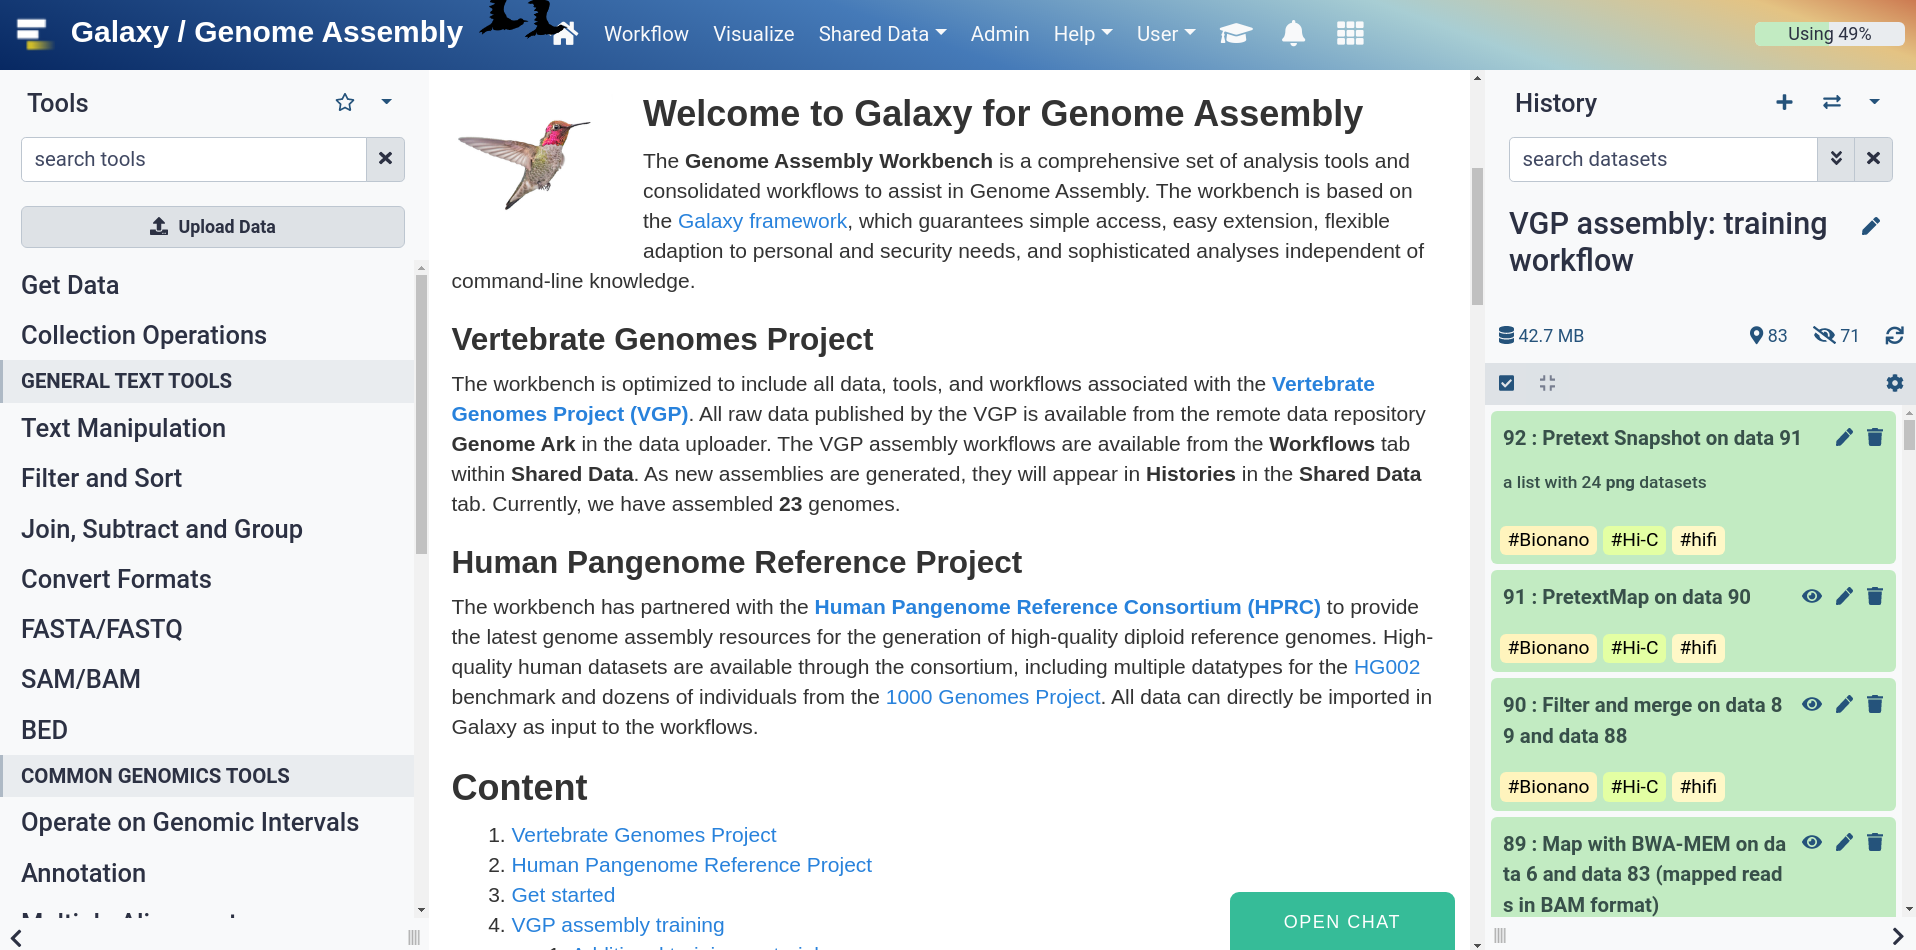 Galaxy / Genome Assembly
Workflow
Visualize
Shared Data
Admin
Help
User
Using 49%
Tools
search tools
Upload Data
Get Data
Collection Operations
GENERAL TEXT TOOLS
Text Manipulation
Filter and Sort
Join, Subtract and Group
Convert Formats
FASTA/FASTQ
SAM/BAM
BED
COMMON GENOMICS TOOLS
Operate on Genomic Intervals
Annotation
Welcome to Galaxy for Genome Assembly
The Genome Assembly Workbench is a comprehensive set of analysis tools and
consolidated workflows to assist in Genome Assembly. The workbench is based on
the Galaxy framework, which guarantees simple access, easy extension, flexible
adaption to personal and security needs, and sophisticated analyses independent of
command-line knowledge.
Vertebrate Genomes Project
The workbench is optimized to include all data, tools, and workflows associated with the Vertebrate
Genomes Project (VGP). All raw data published by the VGP is available from the remote data repository
Genome Ark in the data uploader. The VGP assembly workflows are available from the Workflows tab
within Shared Data. As new assemblies are generated, they will appear in Histories in the Shared Data
tab. Currently, we have assembled 23 genomes.
Human Pangenome Reference Project
The workbench has partnered with the Human Pangenome Reference Consortium (HPRC) to provide
the latest genome assembly resources for the generation of high-quality diploid reference genomes. High-
quality human datasets are available through the consortium, including multiple datatypes for the HG002
benchmark and dozens of individuals from the 1000 Genomes Project. All data can directly be imported in
Galaxy as input to the workflows.
Content
1. Vertebrate Genomes Project
2. Human Pangenome Reference Project
3. Get started
4. VGP assembly training
OPEN CHAT
History
search datasets
VGP assembly: training
workflow
42.7 MB
83
71
92 : Pretext Snapshot on data 91
a list with 24 png datasets
#Bionano #Hi-C #hifi
91 : PretextMap on data 90
#Bionano #Hi-C #hifi
90 : Filter and merge on data 8
9 and data 88
#Bionano #Hi-C #hifi
89 : Map with BWA-MEM on da
ta 6 and data 83 (mapped read
s in BAM format)